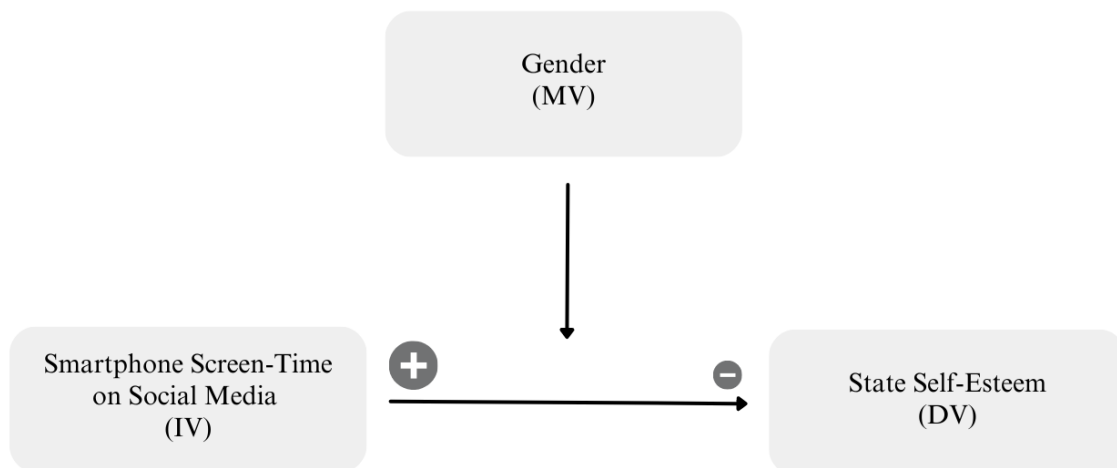 Gender
(MV)
Smartphone Screen-Time
on Social Media
(IV)
State Self-Esteem
(DV)